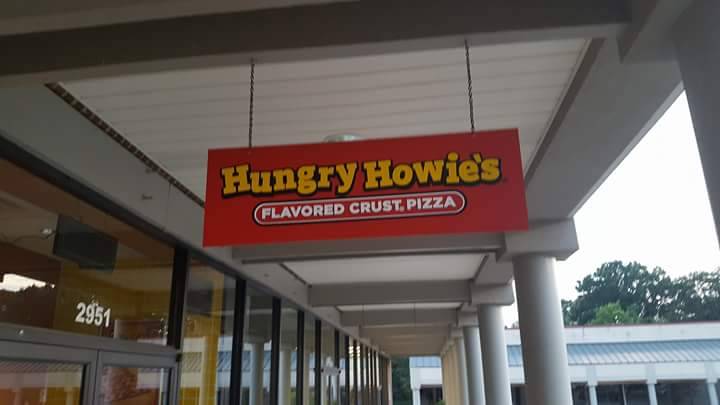 Hungry Howie's
FLAVORED CRUST® PIZZA
2951